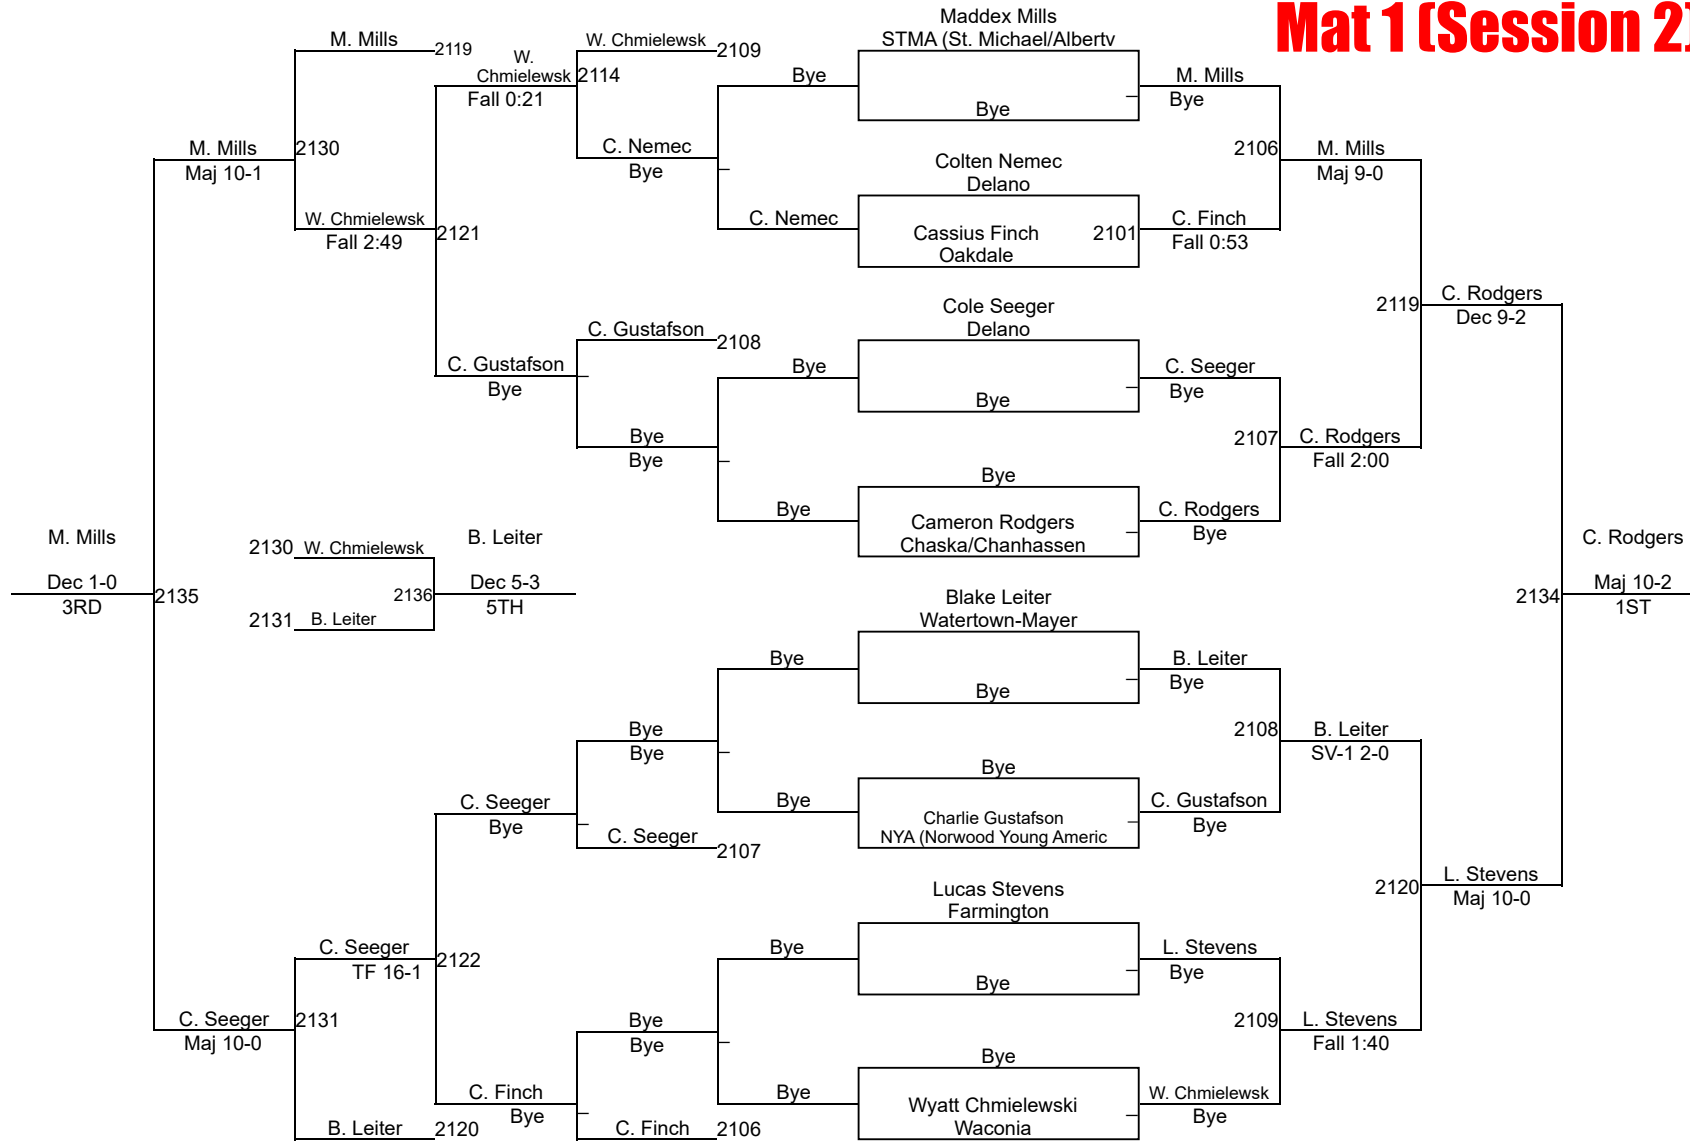 Mat 1 (Session 2)
Maddex Mills
STMA (St. Michael/Albertv
Bye
Colten Nemec
Delano
Cassius Finch
2101
Oakdale
Cole Seeger
Delano
Bye
Bye
Cameron Rodgers
Chaska/Chanhassen
Blake Leiter
Watertown-Mayer
Bye
Bye
Charlie Gustafson
NYA (Norwood Young Americ
Lucas Stevens
Farmington
Bye
Bye
Wyatt Chmielewski
Waconia
M. Mills
Bye
2106
C. Finch
Fall 0:53
C. Seeger
Bye
2107
C. Rodgers
Bye
B. Leiter
Bye
2108
C. Gustafson
Bye
L. Stevens
Bye
2109
W. Chmielewsk
Bye
M. Mills
Maj 9-0
2119
C. Rodgers
Fall 2:00
B. Leiter
SV-1 2-0
2120
L. Stevens
Fall 1:40
C. Rodgers
Dec 9-2
2134
L. Stevens
Maj 10-0
C. Rodgers
Maj 10-2
1ST
Bye
C. Nemec
Bye
Bye
Bye
Bye
Bye
Bye
W. Chmielewsk
2109
C. Nemec
Bye
C. Gustafson
2108
Bye
Bye
Bye
Bye
C. Seeger
2107
Bye
Bye
C. Finch
2106
W.
Chmielewsk
2114
Fall 0:21
C. Gustafson
Bye
C. Seeger
Bye
C. Finch
Bye
M. Mills
2119
2130
W. Chmielewsk
2121
Fall 2:49
C. Seeger
2122
TF 16-1
2131
B. Leiter
2120
M. Mills
Maj 10-1
C. Seeger
Maj 10-0
M. Mills
Dec 1-0
2135
3RD
2130
W. Chmielewsk
2136
2131
B. Leiter
B. Leiter
Dec 5-3
5TH